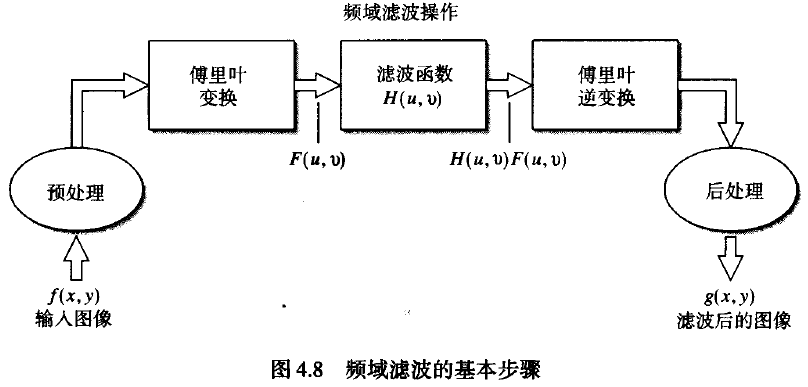 频域滤波操作
傅里叶
变换
滤波函数
H(u, υ)
傅里叶
逆变换
F(u, υ)
H(u, υ)F(u, υ)
预处理
后处理
f(x, y)
输入图像
g(x, y)
滤波后的图像
图 4.8 频域滤波的基本步骤